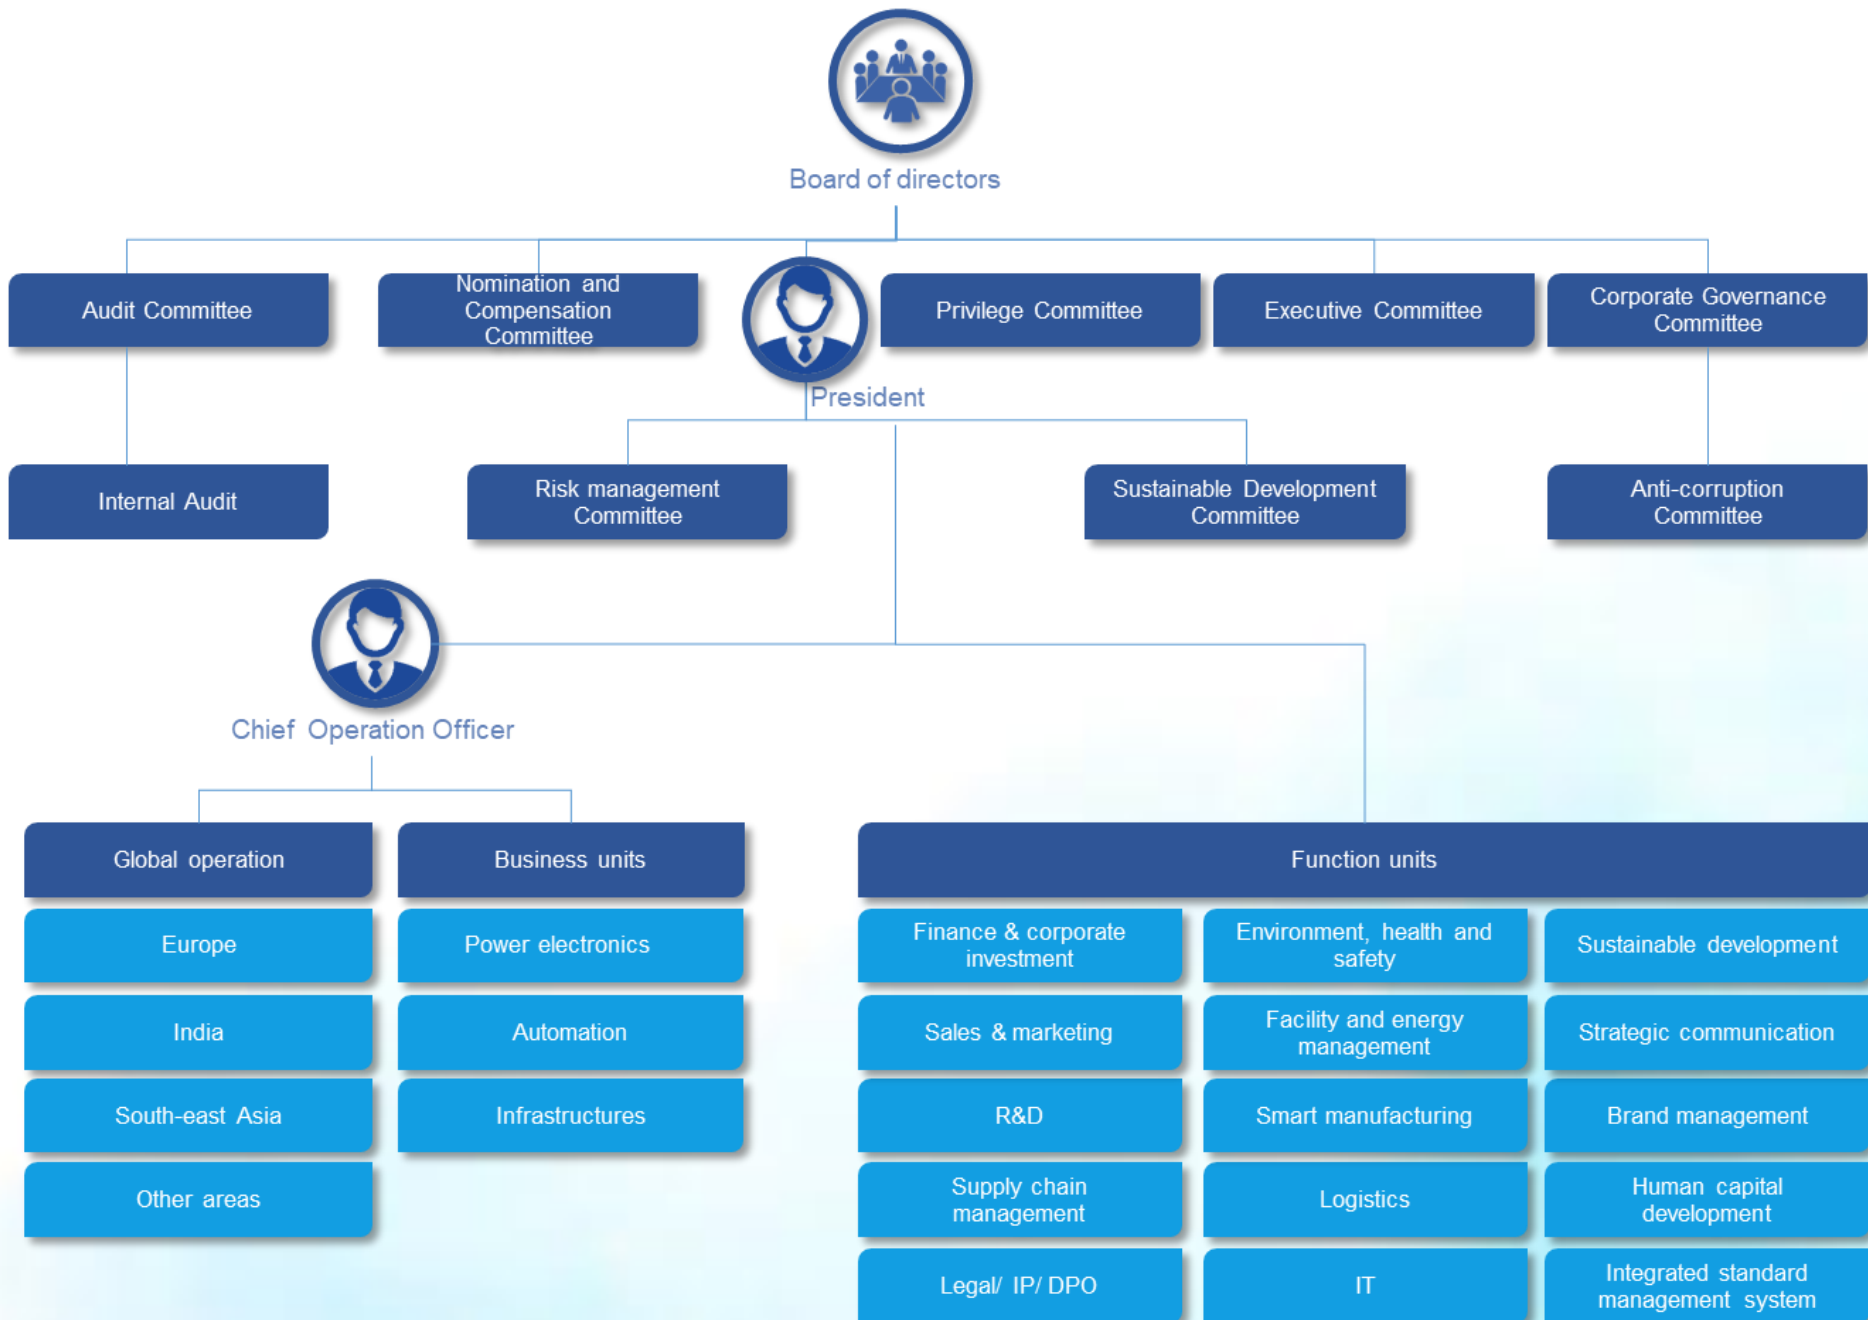 Board of directors
Audit Committee
Nomination and
Compensation
Committee
Privilege Committee
Executive Committee
Corporate Governance
Committee
President
Internal Audit
Risk management
Committee
Sustainable Development
Committee
Anti-corruption
Committee
Chief Operation Officer
Global operation
Business units
Function units
Europe
Power electronics
Finance & corporate
investment
Environment, health and
safety
Sustainable development
India
Automation
Sales & marketing
Facility and energy
management
Strategic communication
South-east Asia
Infrastructures
R&D
Smart manufacturing
Brand management
Other areas
Supply chain
management
Logistics
Human capital
development
Legal/ IP/ DPO
IT
Integrated standard
management system